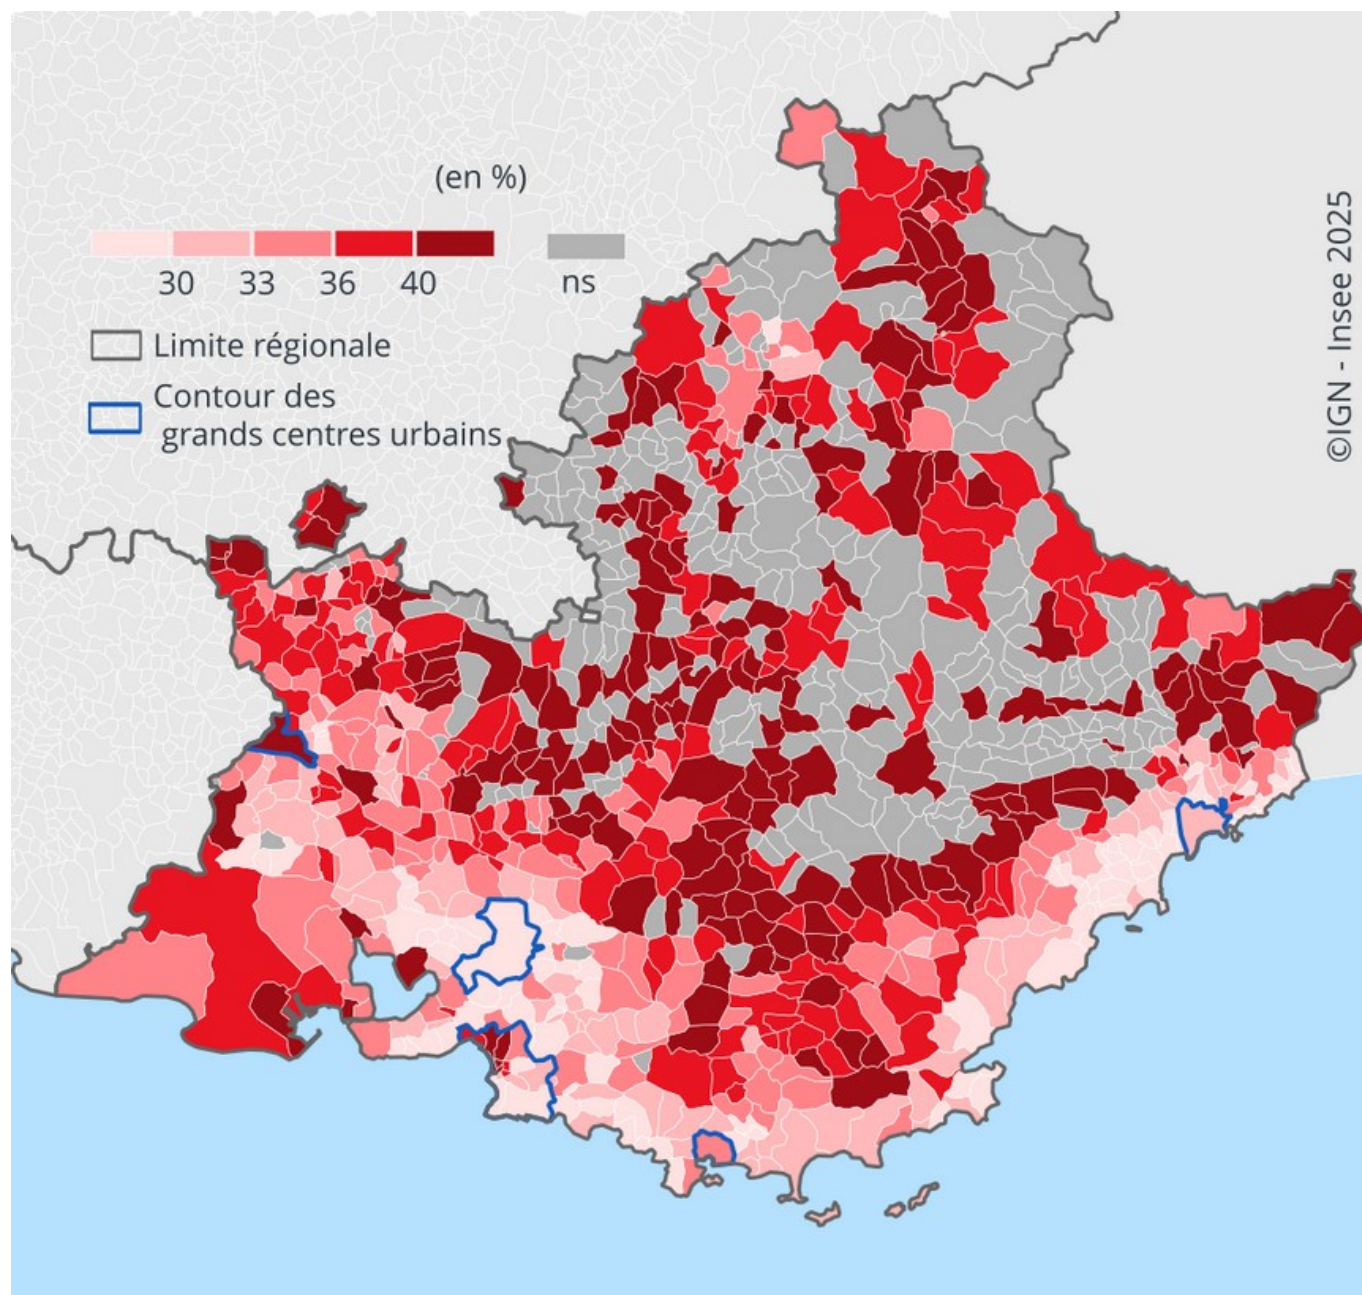 (en %)
30 33 36 40 ns
Limite régionale
Contour des
grands centres urbains
©IGN - Insee 2025